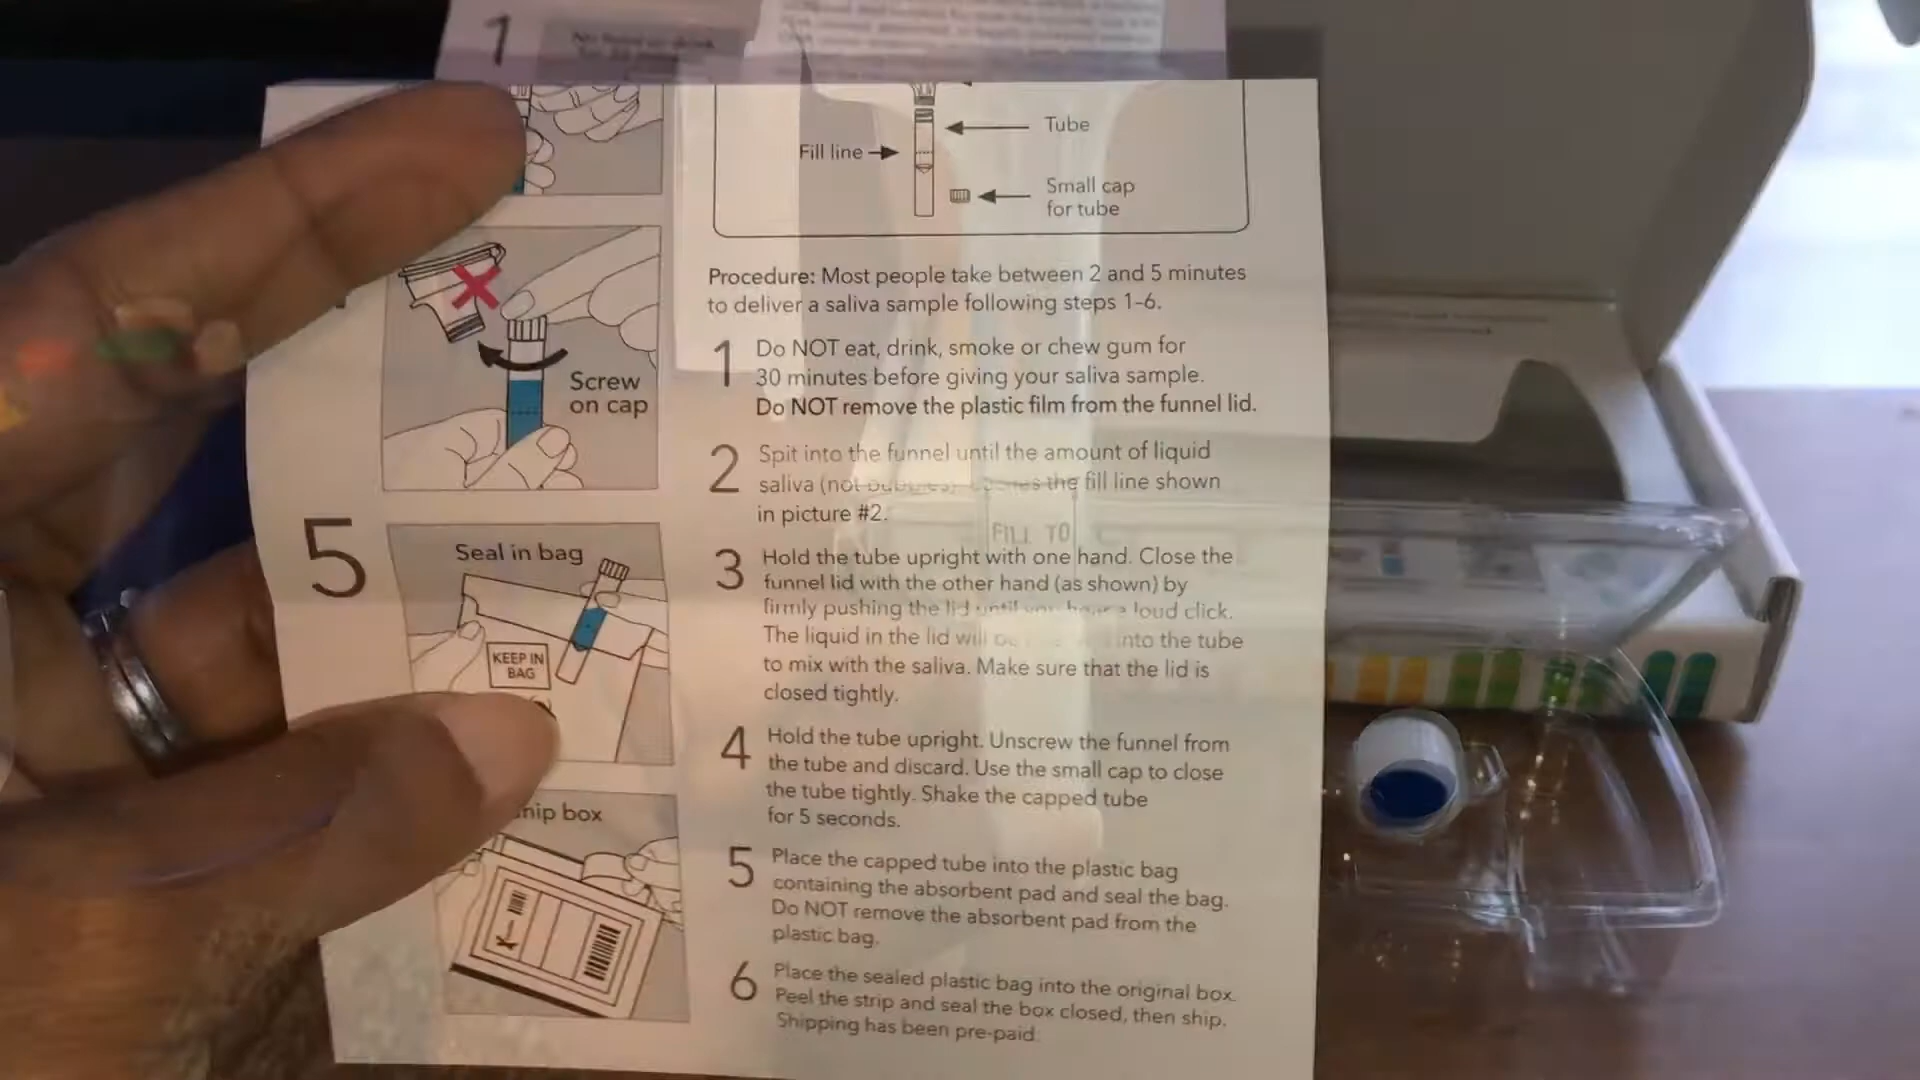 1
Tube
Fill line
Small cap
for tube
Screw
on cap
5
Seal in bag
KEEP IN
BAG
box
Procedure: Most people take between 2 and 5 minutes
to deliver a saliva sample following steps 1-6.
1 Do NOT eat, drink, smoke or chew gum for
30 minutes before giving your saliva sample.
Do NOT remove the plastic film from the funnel lid.
2 Spit into the funnel until the amount of liquid
saliva (not the fill line shown
in picture #2.
FILL TO
3 Hold the tube upright with one hand. Close the
funnel lid with the other hand (as shown) by
firmly pushing the lid until you hear a loud click.
The liquid in the lid will be into the tube
to mix with the saliva. Make sure that the lid is
closed tightly.
4 Hold the tube upright. Unscrew the funnel from
the tube and discard. Use the small cap to close
the tube tightly. Shake the capped tube
for 5 seconds.
5 Place the capped tube into the plastic bag
containing the absorbent pad and seal the bag.
Do NOT remove the absorbent pad from the
plastic bag.
6 Place the sealed plastic bag into the original box.
Peel the strip and seal the box closed, then ship.
Shipping has been pre-paid.